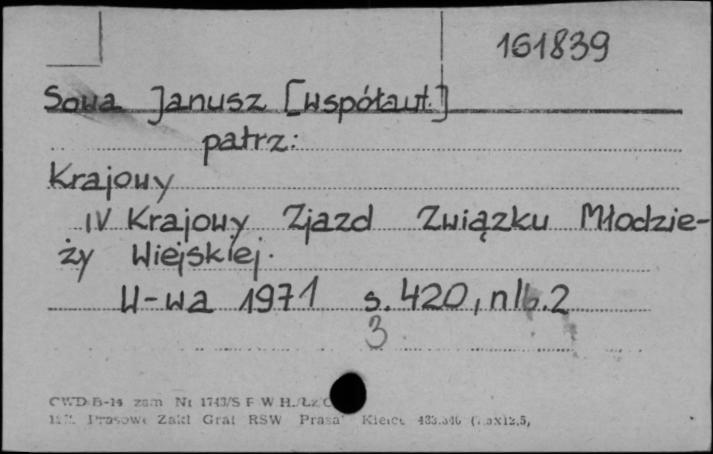 161839
Sowa Janusz [współaut.]
patrz:
Krajowy
IV Krajowy Zjazd Związku Młodzie-
ży Wiejskiej.
W-wa 1971 s. 420, nlb. 2
3
CWD B-14 zam Nr 1743/S F W H.
Prasowe Zakł Graf RSW Prasa Kielce